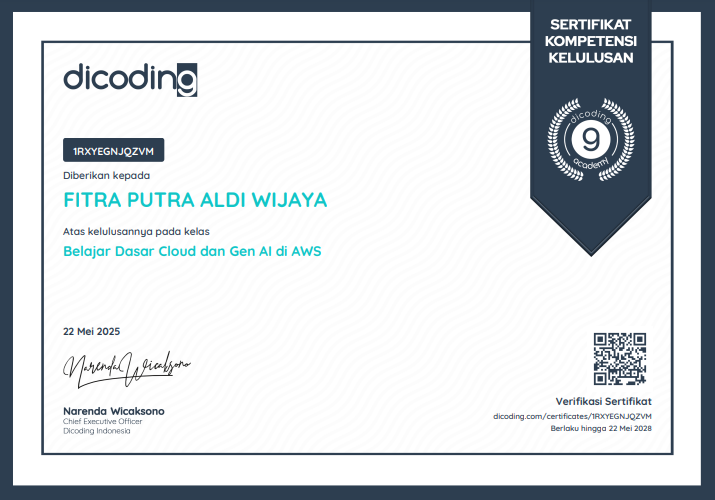 SERTIFIKAT
KOMPETENSI
KELULUSAN
dicoding
dicoding
9
academy
1RXYEGNJQZVM
Diberikan kepada
FITRA PUTRA ALDI WIJAYA
Atas kelulusannya pada kelas
Belajar Dasar Cloud dan Gen AI di AWS
22 Mei 2025
Narenda Wicaksono
Narenda Wicaksono
Chief Executive Officer
Dicoding Indonesia
Verifikasi Sertifikat
dicoding.com/certificates/1RXYEGNJQZVM
Berlaku hingga 22 Mei 2028